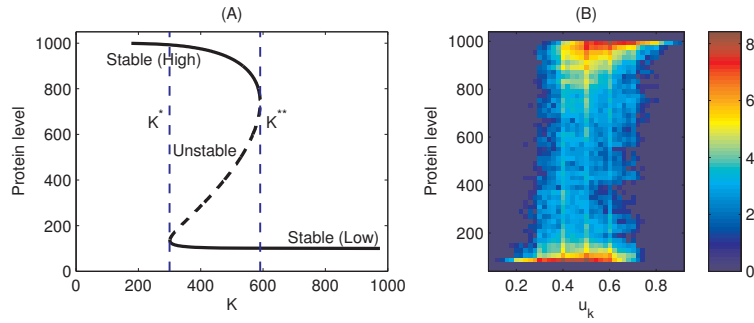 (A)
Protein level
1000
800
600
400
200
0
Stable (High)
K*
K**
Unstable
Stable (Low)
0
200
400
600
800
1000
K
(B)
Protein level
1000
800
600
400
200
0.2
0.4
0.6
0.8
u_k
8
6
4
2
0